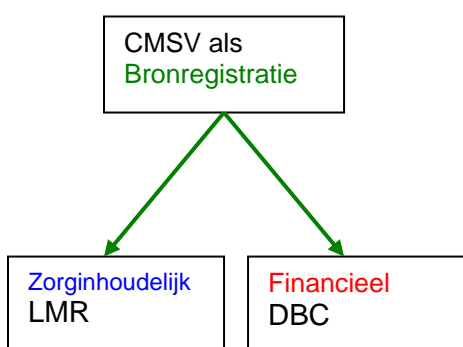 CMSV als
Bronregistratie
Zorginhoudelijk
LMR
Financieel
DBC